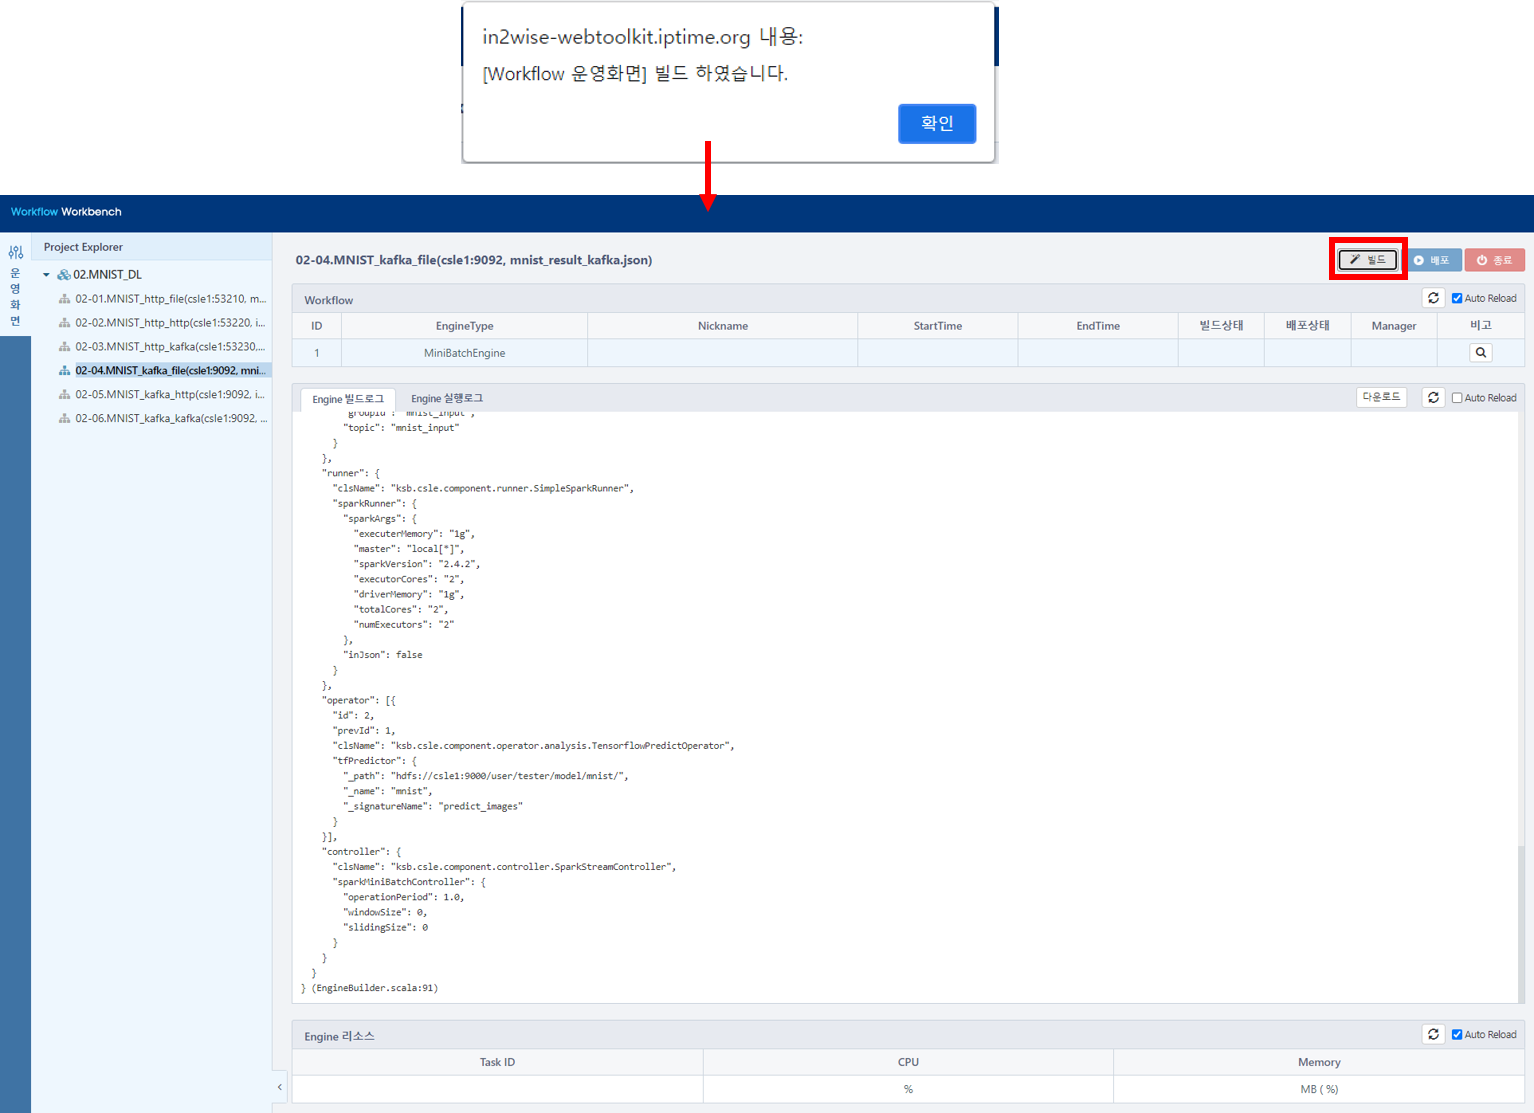 in2wise-webtoolkit.iptime.org 내용:
[Workflow 운영화면] 빌드 하였습니다.
확인
Workflow Workbench
운영화면
Project Explorer
02.MNIST_DL
02-01.MNIST_http_file(csle1:53210, m...
02-02.MNIST_http_http(csle1:53220, i...
02-03.MNIST_http_kafka(csle1:53230,...
02-04.MNIST_kafka_file(csle1:9092, mni...
02-05.MNIST_kafka_http(csle1:9092, i...
02-06.MNIST_kafka_kafka(csle1:9092, ...
02-04.MNIST_kafka_file(csle1:9092, mnist_result_kafka.json)
빌드 배포 종료
Workflow Auto Reload
ID EngineType Nickname StartTime EndTime 빌드상태 배포상태 Manager 비고
1 MiniBatchEngine
Engine 빌드로그 Engine 실행로그 다운로드 Auto Reload
"groupId": "mnist_input",
"topic": "mnist_input"
}
},
"runner": {
"clsName": "ksb.csle.component.runner.SimpleSparkRunner",
"sparkRunner": {
"sparkArgs": {
"executerMemory": "1g",
"master": "local[*]",
"sparkVersion": "2.4.2",
"executorCores": "2",
"driverMemory": "1g",
"totalCores": "2",
"numExecutors": "2"
},
"inJson": false
}
},
"operator": [{
"id": 2,
"prevId": 1,
"clsName": "ksb.csle.component.operator.analysis.TensorflowPredictOperator",
"tfPredictor": {
"_path": "hdfs://csle1:9000/user/tester/model/mnist/",
"_name": "mnist",
"_signatureName": "predict_images"
}
}],
"controller": {
"clsName": "ksb.csle.component.controller.SparkStreamController",
"sparkMiniBatchController": {
"operationPeriod": 1.0,
"windowSize": 0,
"slidingSize": 0
}
}
}
} (EngineBuilder.scala:91)
Engine 리소스 Auto Reload
Task ID CPU Memory
% MB ( %)